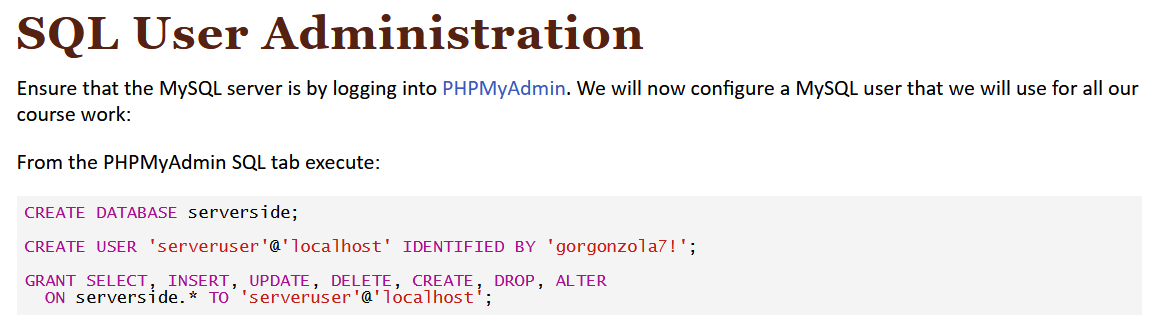 SQL User Administration
Ensure that the MySQL server is by logging into PHPMyAdmin. We will now configure a MySQL user that we will use for all our
course work:
From the PHPMyAdmin SQL tab execute:
CREATE DATABASE serverside;
CREATE USER 'serveruser'@'localhost' IDENTIFIED BY 'gorgonzola7!';
GRANT SELECT, INSERT, UPDATE, DELETE, CREATE, DROP, ALTER
  ON serverside.* TO 'serveruser'@'localhost';